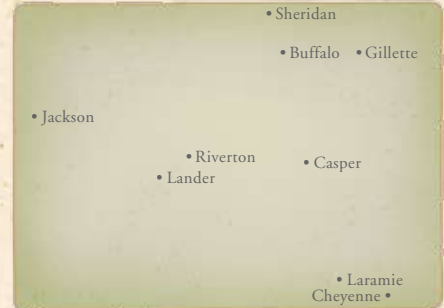 • Sheridan
• Buffalo • Gillette
• Jackson
• Riverton
• Casper
• Lander
• Laramie
Cheyenne •